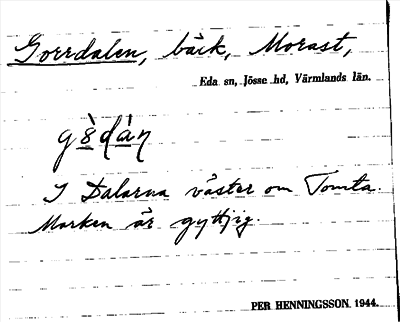 Gorrdalen, bäck, Morast,
Eda sn, Jösse hd, Värmlands län.
I Dalarna väster om Tomta.
Marken är gyttjig.
PER HENNINGSSON, 1944.